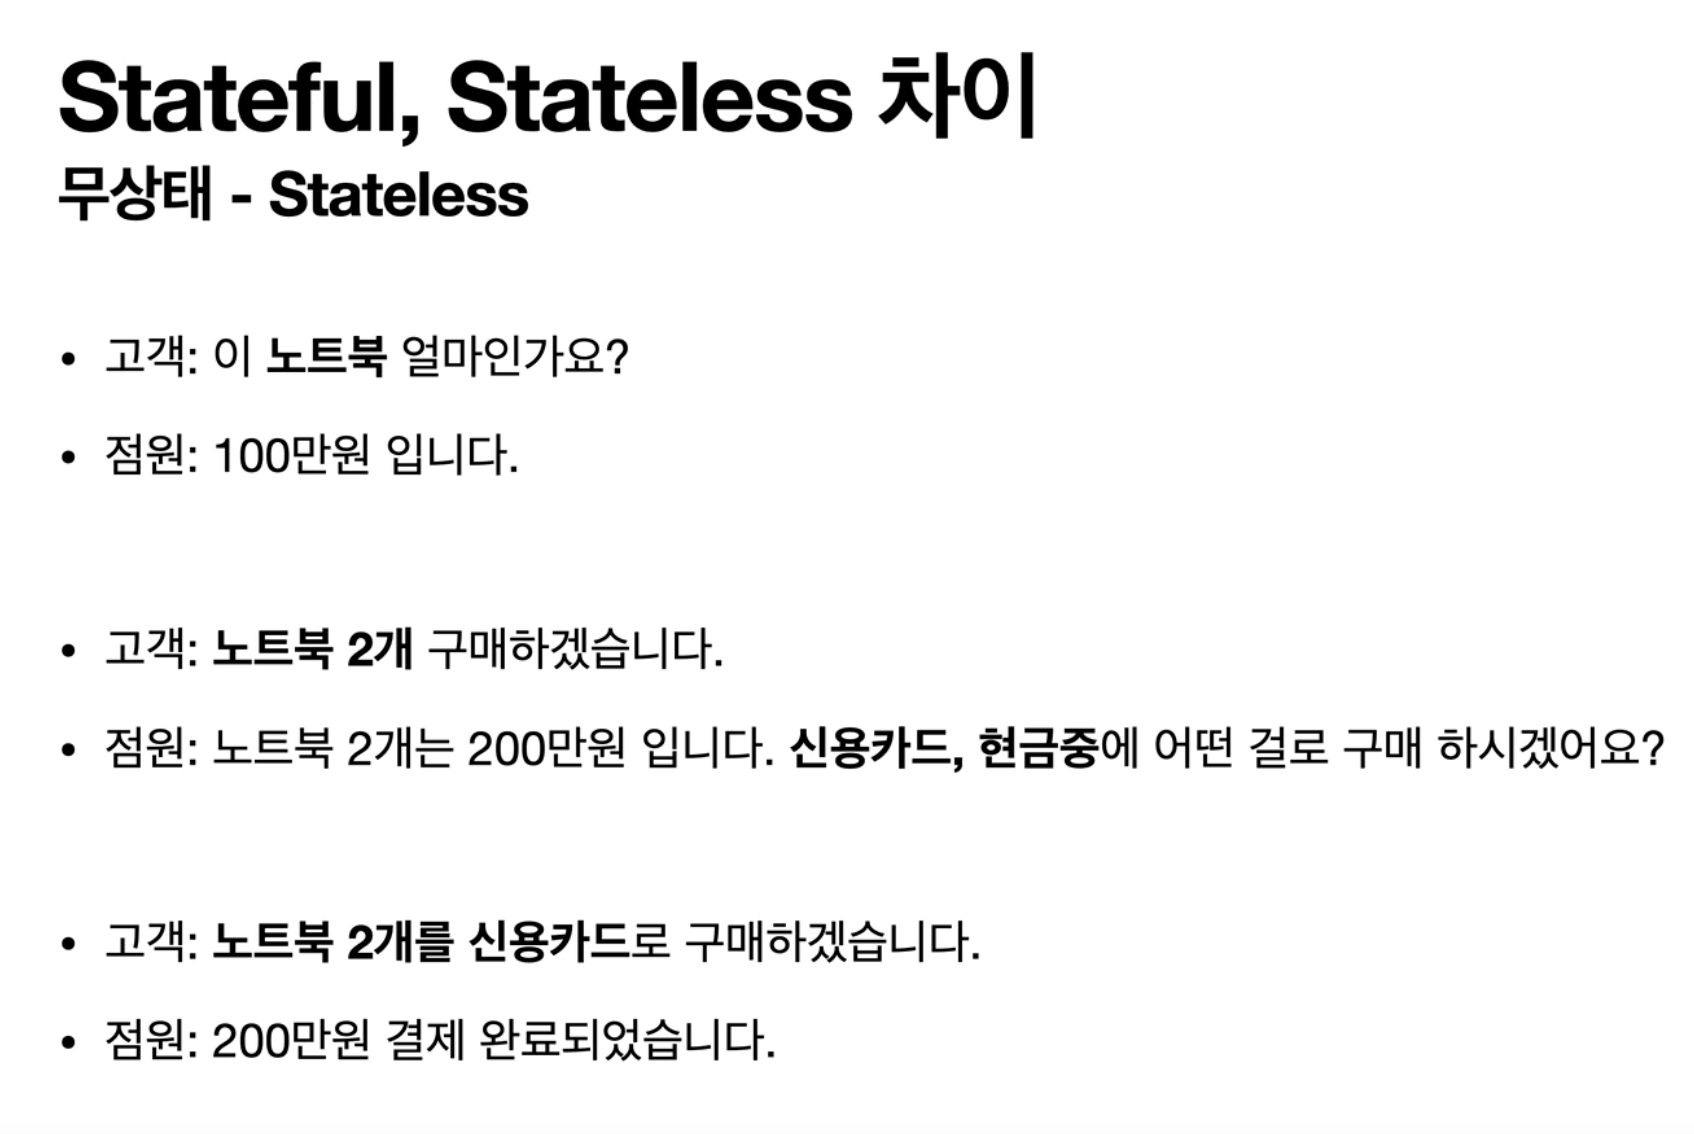 Stateful, Stateless 차이
무상태 - Stateless
• 고객: 이 노트북 얼마인가요?
• 점원: 100만원 입니다.
• 고객: 노트북 2개 구매하겠습니다.
• 점원: 노트북 2개는 200만원 입니다. 신용카드, 현금중에 어떤 걸로 구매 하시겠어요?
• 고객: 노트북 2개를 신용카드로 구매하겠습니다.
• 점원: 200만원 결제 완료되었습니다.